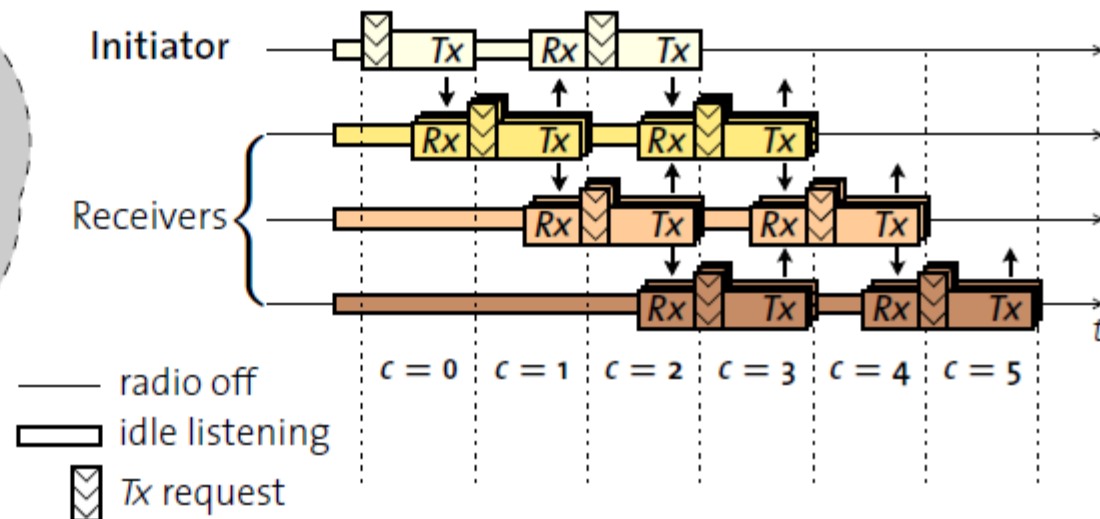 Initiator Tx Rx Tx
Rx Tx Rx Tx
Receivers Rx Tx Rx Tx
Rx Tx Rx Tx
t
c = 0 c = 1 c = 2 c = 3 c = 4 c = 5
radio off
idle listening
Tx request